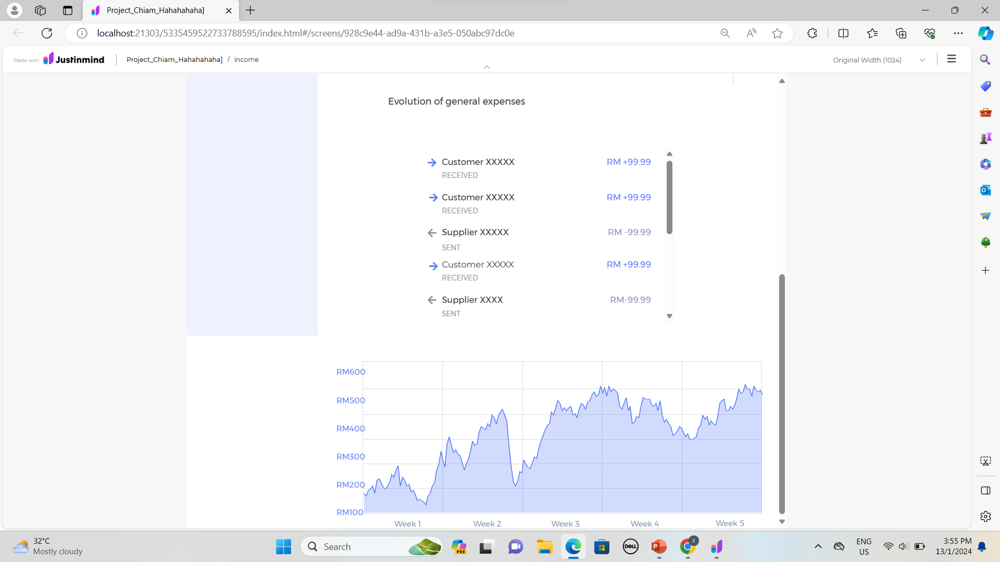 Project_Chiam_Hahahahaha]
localhost:21303/5335459522733788595/index.html#/screens/928c9e44-ad9a-431b-a3e5-050abc97dc0e
Made with Justinmind
Project_Chiam_Hahahahaha] / income
Original Width (1024)
Evolution of general expenses
Customer XXXXX RM +99.99
RECEIVED
Customer XXXXX RM +99.99
RECEIVED
Supplier XXXXX RM -99.99
SENT
Customer XXXXX RM +99.99
RECEIVED
Supplier XXXX RM-99.99
SENT
RM600
RM500
RM400
RM300
RM200
RM100
Week 1 Week 2 Week 3 Week 4 Week 5
32°C
Mostly cloudy
Search
PRE
DELL
P
z
ENG
US
3:55 PM
13/1/2024